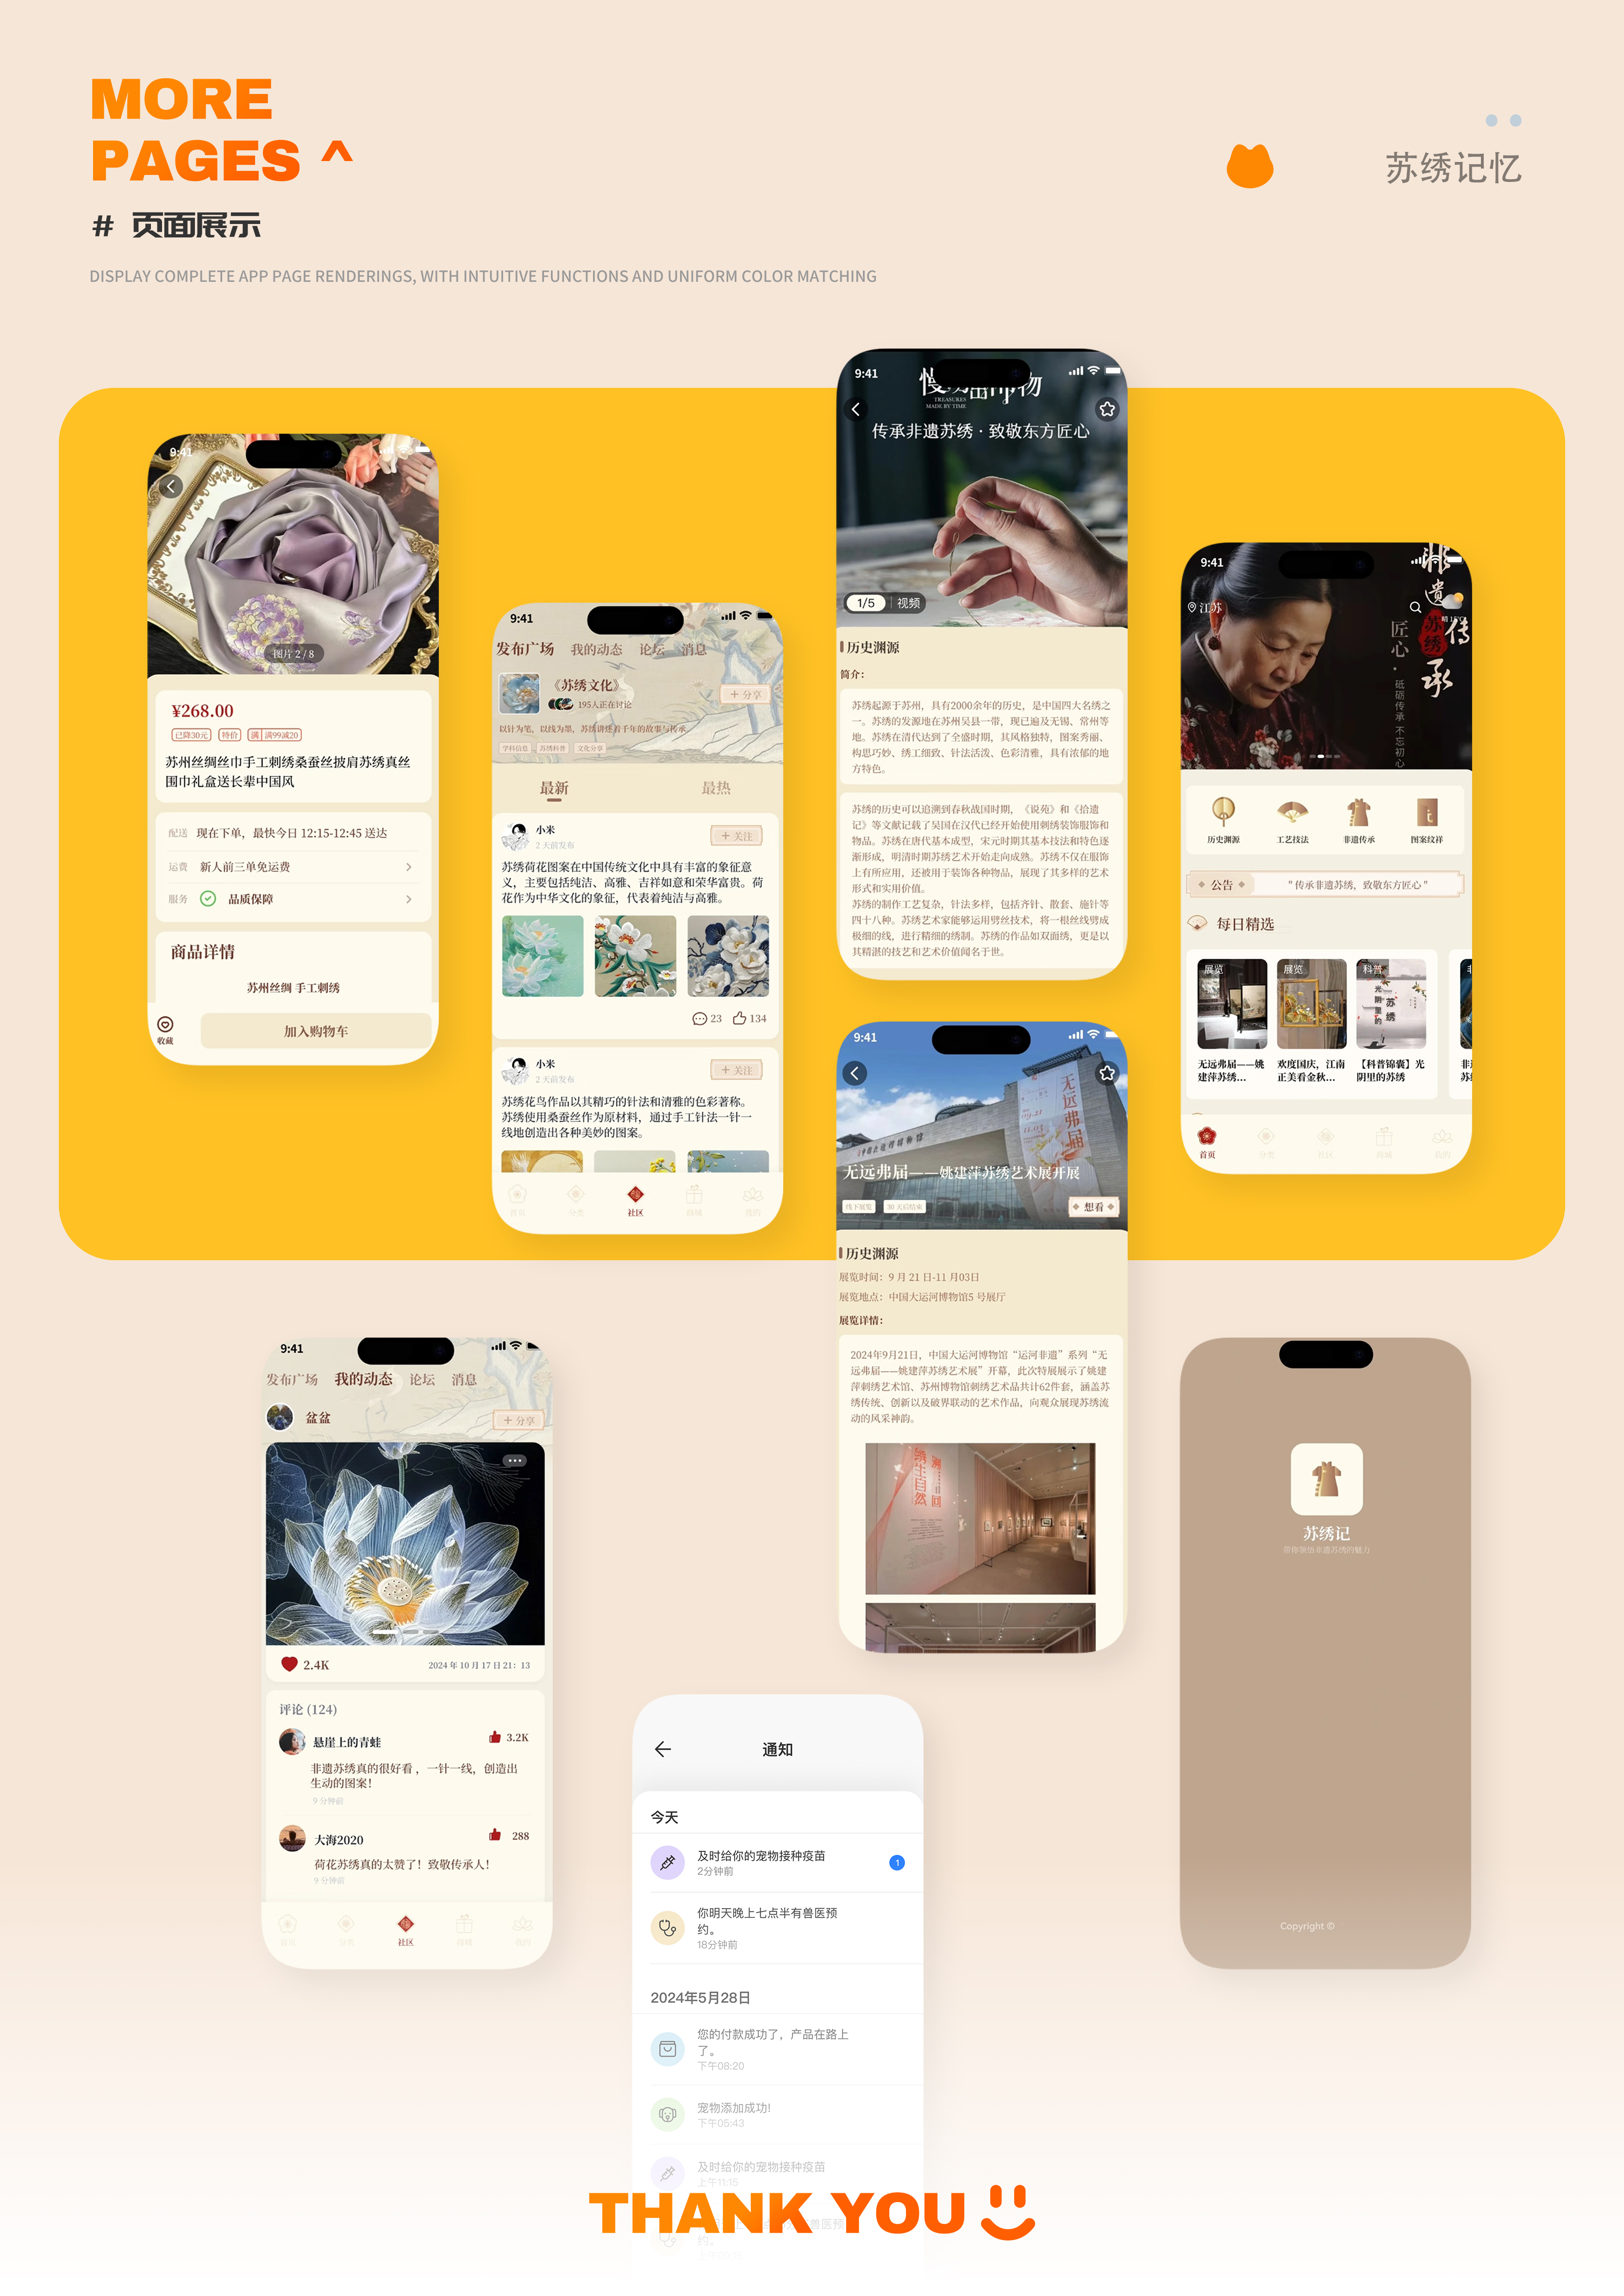 MORE
PAGES ^
# 页面展示
DISPLAY COMPLETE APP PAGE RENDERINGS, WITH INTUITIVE FUNCTIONS AND UNIFORM COLOR MATCHING
苏绣记忆
9:41
图片 2 / 8
¥268.00
已降30元 特价 满 满99减20
苏州丝绸丝巾手工刺绣桑蚕丝披肩苏绣真丝
围巾礼盒送长辈中国风
配送 现在下单，最快今日 12:15-12:45 送达
运费 新人前三单免运费
服务 品质保障
商品详情
苏州丝绸 手工刺绣
收藏
加入购物车
9:41
发布广场 我的动态 论坛 消息
《苏绣文化》
195人正在讨论
+ 分享
以针为笔，以线为墨，苏绣讲述着千年的故事与传承
学科信息 苏绣科普 文化分享
最新 最热
小米
2 天前发布
+ 关注
苏绣荷花图案在中国传统文化中具有丰富的象征意
义，主要包括纯洁、高雅、吉祥如意和荣华富贵。荷
花作为中华文化的象征，代表着纯洁与高雅。
23 134
小米
2 天前发布
+ 关注
苏绣花鸟作品以其精巧的针法和清雅的色彩著称。
苏绣使用桑蚕丝作为原材料，通过手工针法一针一
线地创造出各种美妙的图案。
首页 分类 社区 商城 我的
9:41
TREASURES
MADE BY TIME
传承非遗苏绣 · 致敬东方匠心
1/5 视频
历史渊源
简介：
苏绣起源于苏州，具有2000余年的历史，是中国四大名绣之
一。苏绣的发源地在苏州吴县一带，现已遍及无锡、常州等
地。苏绣在清代达到了全盛时期，其风格独特，图案秀丽、
构思巧妙、绣工细致、针法活泼、色彩清雅，具有浓郁的地
方特色。
苏绣的历史可以追溯到春秋战国时期，《说苑》和《拾遗
记》等文献记载了吴国在汉代已经开始使用刺绣装饰服饰和
物品。苏绣在唐代基本成型，宋元时期其基本技法和特色逐
渐形成，明清时期苏绣艺术开始走向成熟。苏绣不仅在服饰
上有所应用，还被用于装饰各种物品，展现了其多样的艺术
形式和实用价值。
苏绣的制作工艺复杂，针法多样，包括齐针、散套、施针等
四十八种。苏绣艺术家能够运用劈丝技术，将一根丝线劈成
极细的线，进行精细的绣制。苏绣的作品如双面绣，更是以
其精湛的技艺和艺术价值闻名于世。
9:41
江苏
非遗
苏绣
传承
匠心·
砥砺传承 不忘初心
历史渊源 工艺技法 非遗传承 图案纹祥
公告 " 传承非遗苏绣，致敬东方匠心 "
每日精选
展览 展览 科普
光阴里的
苏绣
无远弗届——姚
建萍苏绣...
欢度国庆，江南
正美看金秋...
【科普锦囊】光
阴里的苏绣
首页 分类 社区 商城 我的
9:41
无远弗届
无远弗届——姚建萍苏绣艺术展开展
线下展览 30 天后结束
想看
历史渊源
展览时间：9 月 21 日-11 月03日
展览地点：中国大运河博物馆5 号展厅
展览详情：
2024年9月21日，中国大运河博物馆“运河非遗”系列“无
远弗届——姚建萍苏绣艺术展”开幕，此次特展展示了姚建
萍刺绣艺术馆、苏州博物馆刺绣艺术品共计62件套，涵盖苏
绣传统、创新以及破界联动的艺术作品，向观众展现苏绣流
动的风采神韵。
9:41
发布广场 我的动态 论坛 消息
盆盆
+ 分享
2.4K 2024 年 10 月 17 日 21：13
评论 (124)
悬崖上的青蛙 3.2K
非遗苏绣真的很好看，一针一线，创造出
生动的图案！
9 分钟前
大海2020 288
荷花苏绣真的太赞了！致敬传承人！
9 分钟前
首页 分类 社区 商城 我的
苏绣记
带你领悟非遗苏绣的魅力
Copyright ©
通知
今天
及时给你的宠物接种疫苗
2分钟前
1
你明天晚上七点半有兽医预
约。
18分钟前
2024年5月28日
您的付款成功了，产品在路上
了。
下午08:20
宠物添加成功!
下午05:43
及时给你的宠物接种疫苗
上午11:15
兽医预
约。
THANK YOU